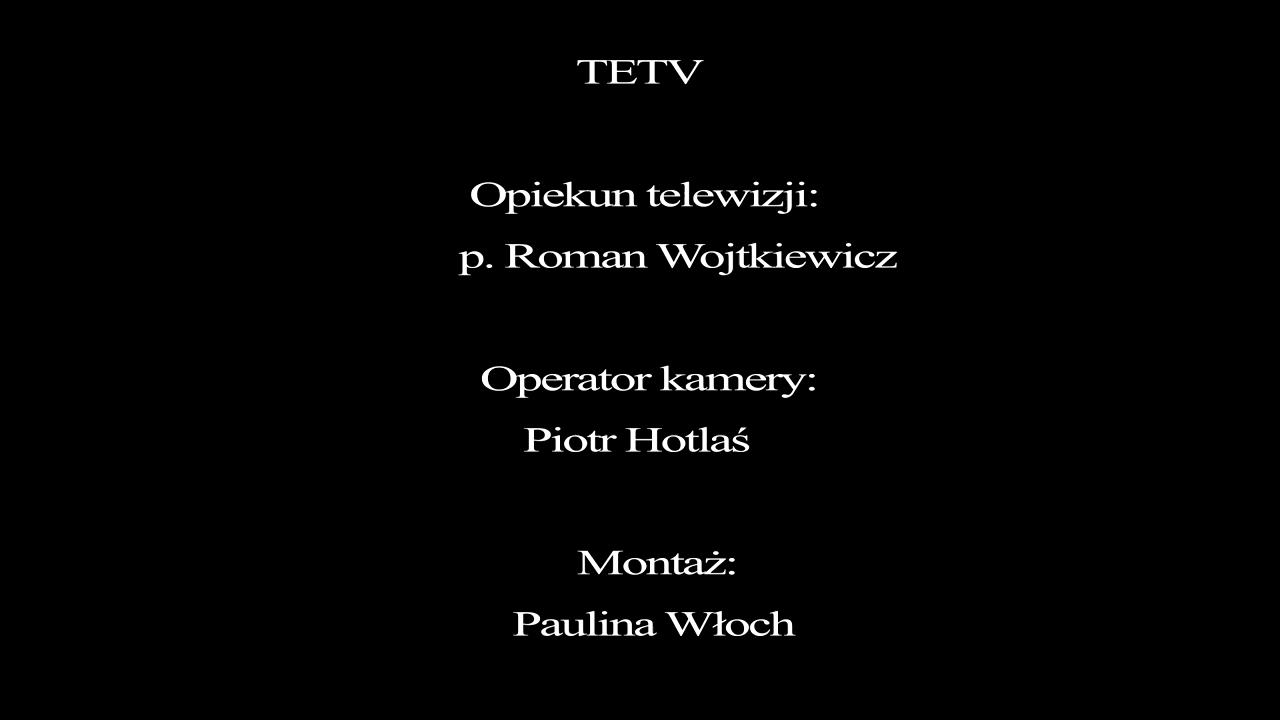 TETV
Opiekun telewizji:
p. Roman Wojtkiewicz
Operator kamery:
Piotr Hotlaś
Montaż:
Paulina Włoch